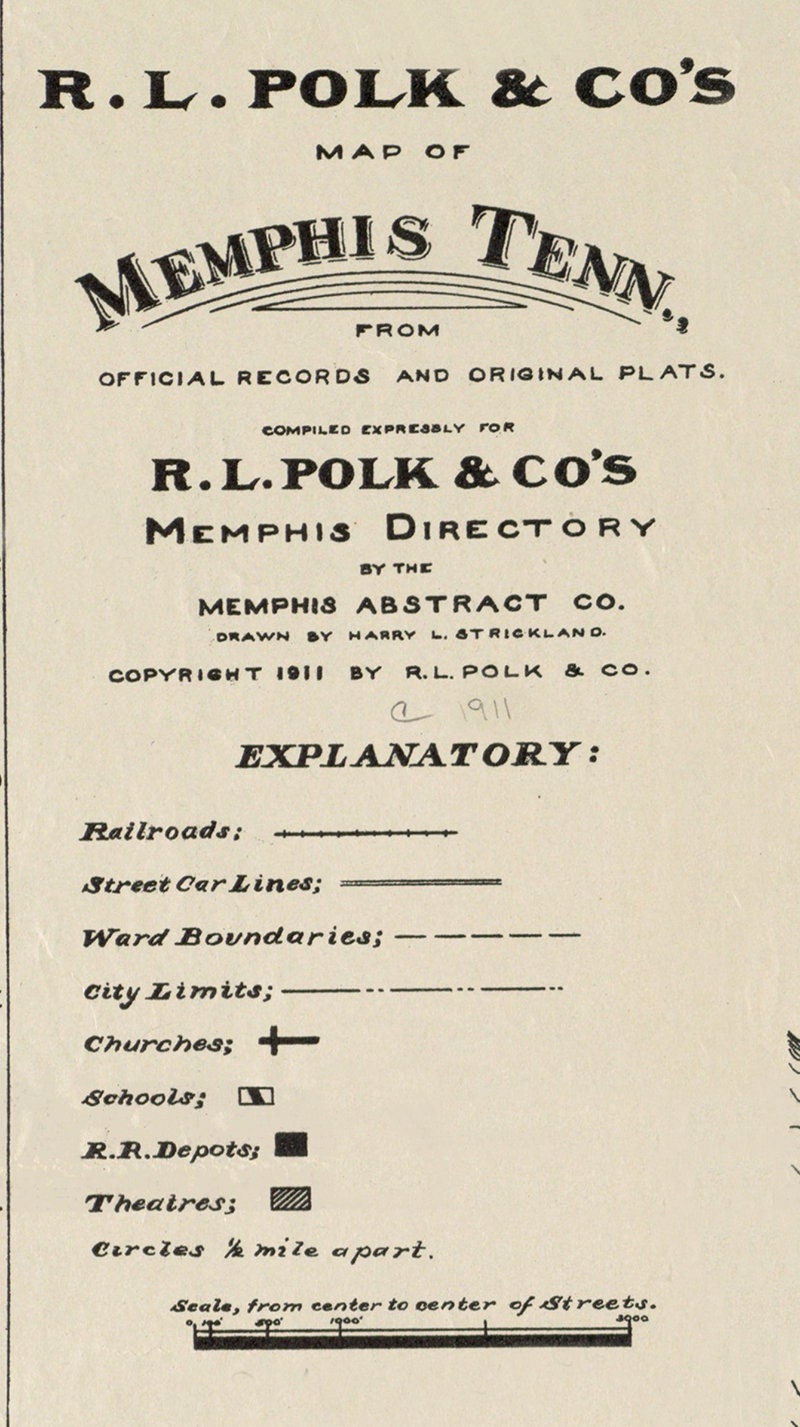 R. L. POLK & CO'S
MAP OF
MEMPHIS TENN.,
FROM
OFFICIAL RECORDS AND ORIGINAL PLATS.
COMPILED EXPRESSLY FOR
R. L. POLK & CO'S
MEMPHIS DIRECTORY
BY THE
MEMPHIS ABSTRACT CO.
DRAWN BY HARRY L. STRICKLAND.
COPYRIGHT 1911 BY R. L. POLK & CO.
1911
EXPLANATORY:
Railroads;
Street Car Lines;
Ward Boundaries;
City Limits;
Churches;
Schools;
R.R. Depots;
Theatres;
Circles ½ mile apart.
Scale, from center to center of Streets.
0 100' 500' 1000' 3000